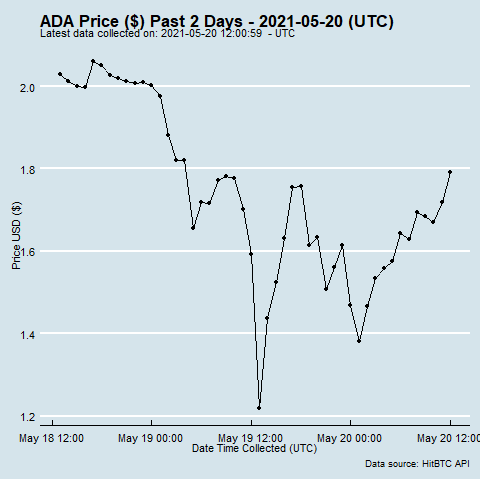 ADA Price ($) Past 2 Days - 2021-05-20 (UTC)
Latest data collected on: 2021-05-20 12:00:59 - UTC
2.0
1.8
1.6
1.4
1.2
Price USD ($)
May 18 12:00 May 19 00:00 May 19 12:00 May 20 00:00 May 20 12:00
Date Time Collected (UTC)
Data source: HitBTC API